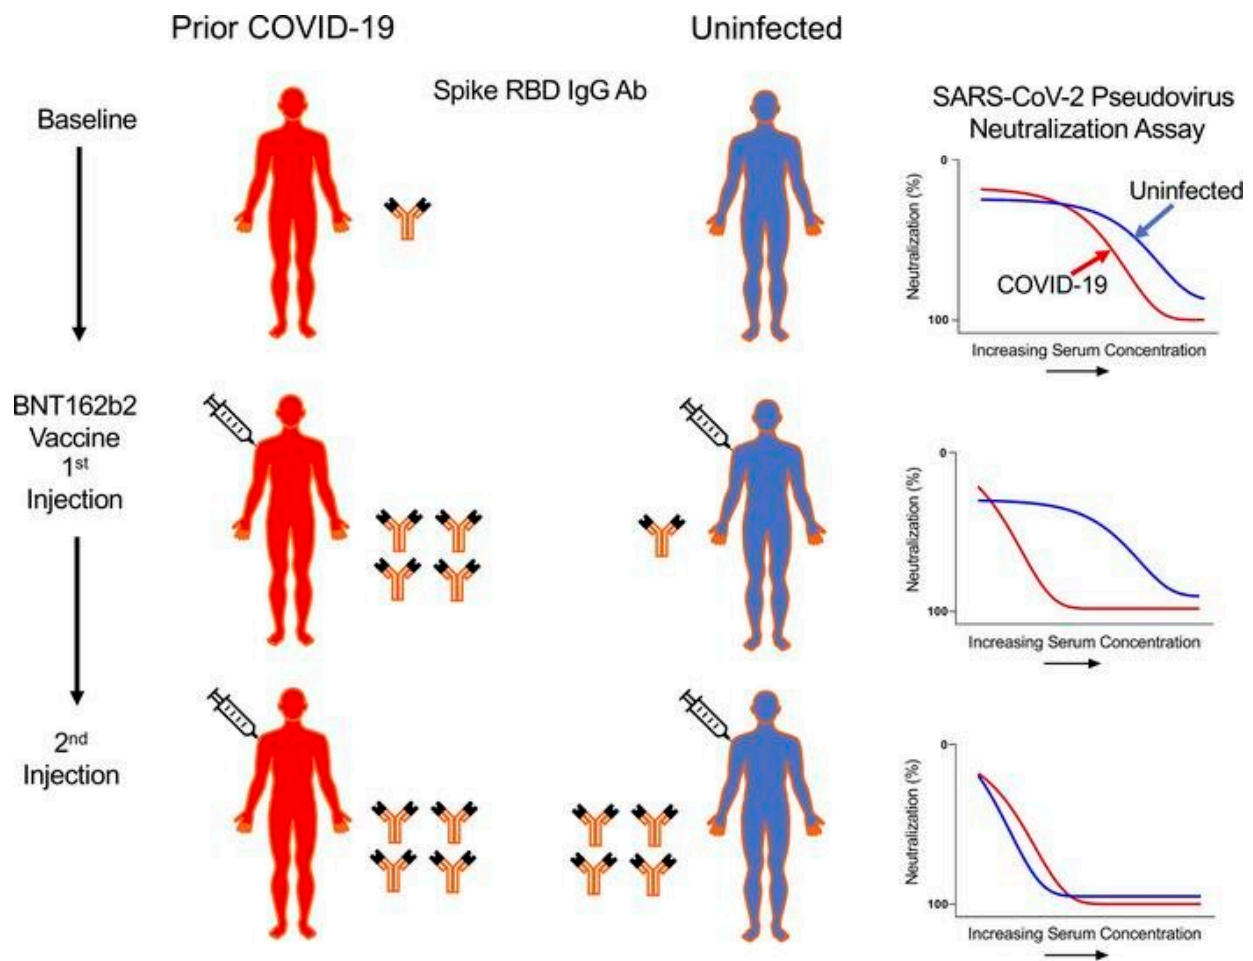 Prior COVID-19
Uninfected
Spike RBD IgG Ab
Baseline
SARS-CoV-2 Pseudovirus
Neutralization Assay
0
Neutralization (%)
Uninfected
COVID-19
100
Increasing Serum Concentration
BNT162b2
Vaccine
1st
Injection
0
Neutralization (%)
100
Increasing Serum Concentration
2nd
Injection
0
Neutralization (%)
100
Increasing Serum Concentration